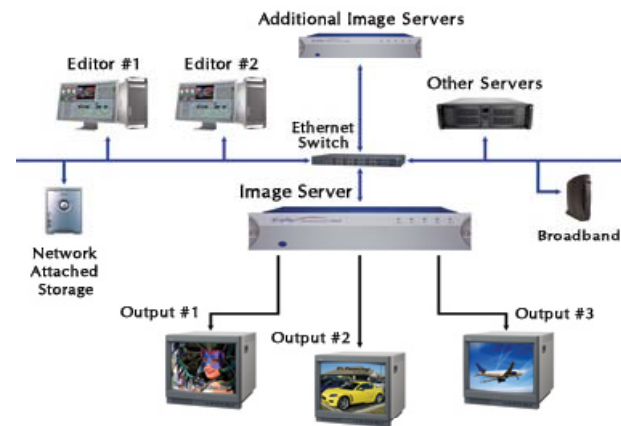 Additional Image Servers
Editor #1
Editor #2
Other Servers
Ethernet
Switch
Image Server
Network
Attached
Storage
Broadband
Output #1
Output #2
Output #3